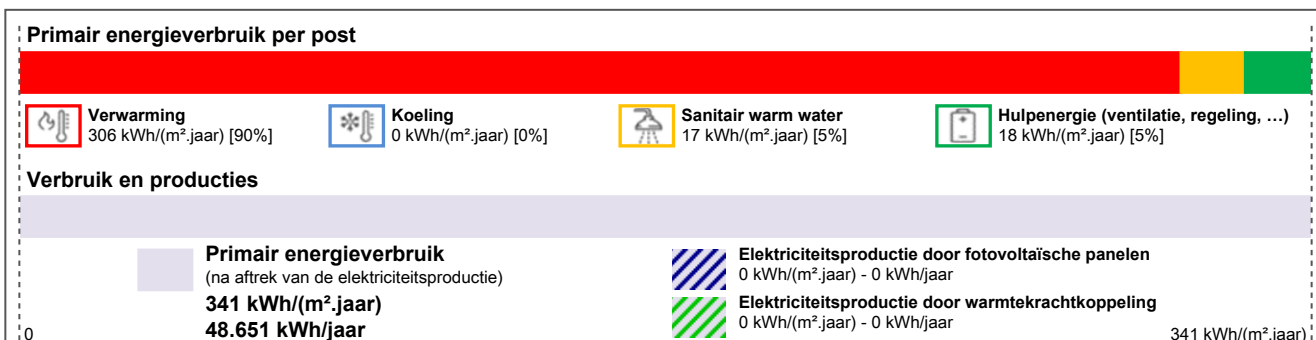 Primair energieverbruik per post
Verwarming
306 kWh/(m².jaar) [90%]
Koeling
0 kWh/(m².jaar) [0%]
Sanitair warm water
17 kWh/(m².jaar) [5%]
Hulpenergie (ventilatie, regeling, …)
18 kWh/(m².jaar) [5%]
Verbruik en producties
Primair energieverbruik
(na aftrek van de elektriciteitsproductie)
341 kWh/(m².jaar)
48.651 kWh/jaar
Elektriciteitsproductie door fotovoltaïsche panelen
0 kWh/(m².jaar) - 0 kWh/jaar
Elektriciteitsproductie door warmtekrachtkoppeling
0 kWh/(m².jaar) - 0 kWh/jaar
0
341 kWh/(m².jaar)